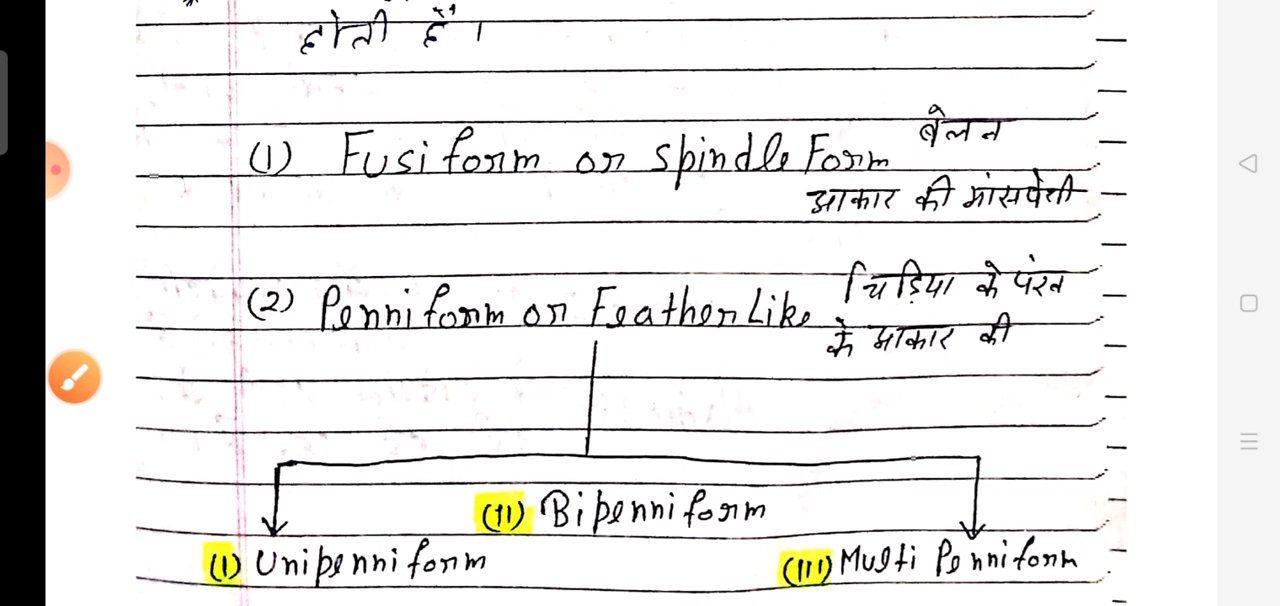 होती हैं।
(1) Fusiform or spindle Form बेलन
आकार की मांसपेशी
(2) Penniform or Feather Like चिड़िया के पंख
के आकार की
(II) Bipenniform
(I) Unipenniform
(III) Multi Penniform